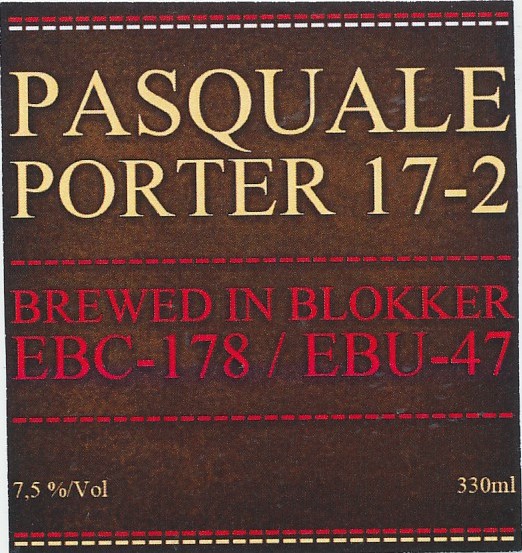 PASQUALE
PORTER 17-2
BREWED IN BLOKKER
EBC-178 / EBU-47
7,5 %/Vol
330ml